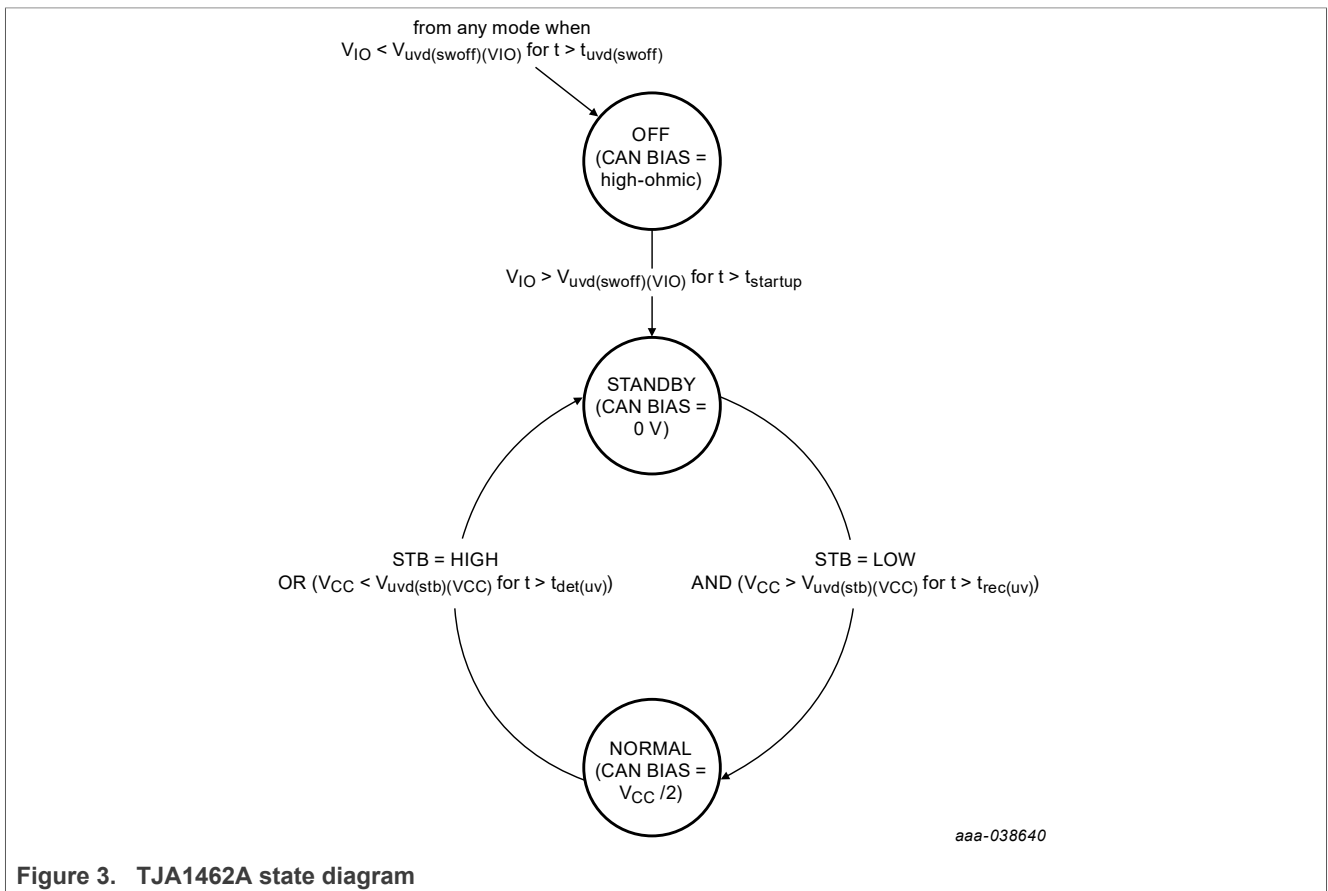 from any mode when
VIO < Vuvd(swoff)(VIO) for t > tuvd(swoff)
OFF
(CAN BIAS =
high-ohmic)
VIO > Vuvd(swoff)(VIO) for t > tstartup
STANDBY
(CAN BIAS =
0 V)
STB = HIGH
OR (VCC < Vuvd(stb)(VCC) for t > tdet(uv))
STB = LOW
AND (VCC > Vuvd(stb)(VCC) for t > trec(uv))
NORMAL
(CAN BIAS =
VCC /2)
aaa-038640
Figure 3. TJA1462A state diagram